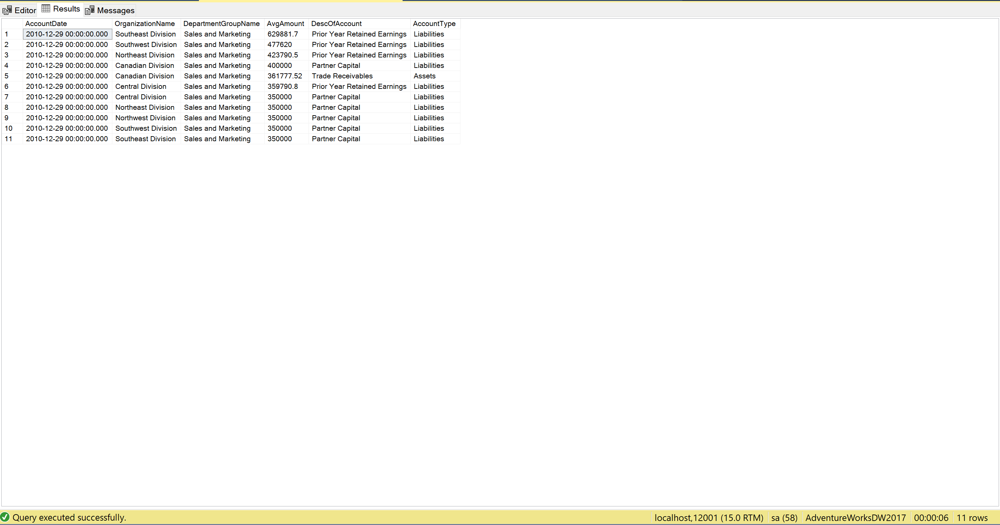 Editor Results Messages
AccountDate OrganizationName DepartmentGroupName AvgAmount DescOfAccount AccountType
1 2010-12-29 00:00:00.000 Southeast Division Sales and Marketing 629881.7 Prior Year Retained Earnings Liabilities
2 2010-12-29 00:00:00.000 Southwest Division Sales and Marketing 477620 Prior Year Retained Earnings Liabilities
3 2010-12-29 00:00:00.000 Northeast Division Sales and Marketing 423790.5 Prior Year Retained Earnings Liabilities
4 2010-12-29 00:00:00.000 Canadian Division Sales and Marketing 400000 Partner Capital Liabilities
5 2010-12-29 00:00:00.000 Canadian Division Sales and Marketing 361777.52 Trade Receivables Assets
6 2010-12-29 00:00:00.000 Central Division Sales and Marketing 359790.8 Prior Year Retained Earnings Liabilities
7 2010-12-29 00:00:00.000 Central Division Sales and Marketing 350000 Partner Capital Liabilities
8 2010-12-29 00:00:00.000 Northeast Division Sales and Marketing 350000 Partner Capital Liabilities
9 2010-12-29 00:00:00.000 Northwest Division Sales and Marketing 350000 Partner Capital Liabilities
10 2010-12-29 00:00:00.000 Southwest Division Sales and Marketing 350000 Partner Capital Liabilities
11 2010-12-29 00:00:00.000 Southeast Division Sales and Marketing 350000 Partner Capital Liabilities
Query executed successfully. localhost,12001 (15.0 RTM) sa (58) AdventureWorksDW2017 00:00:06 11 rows